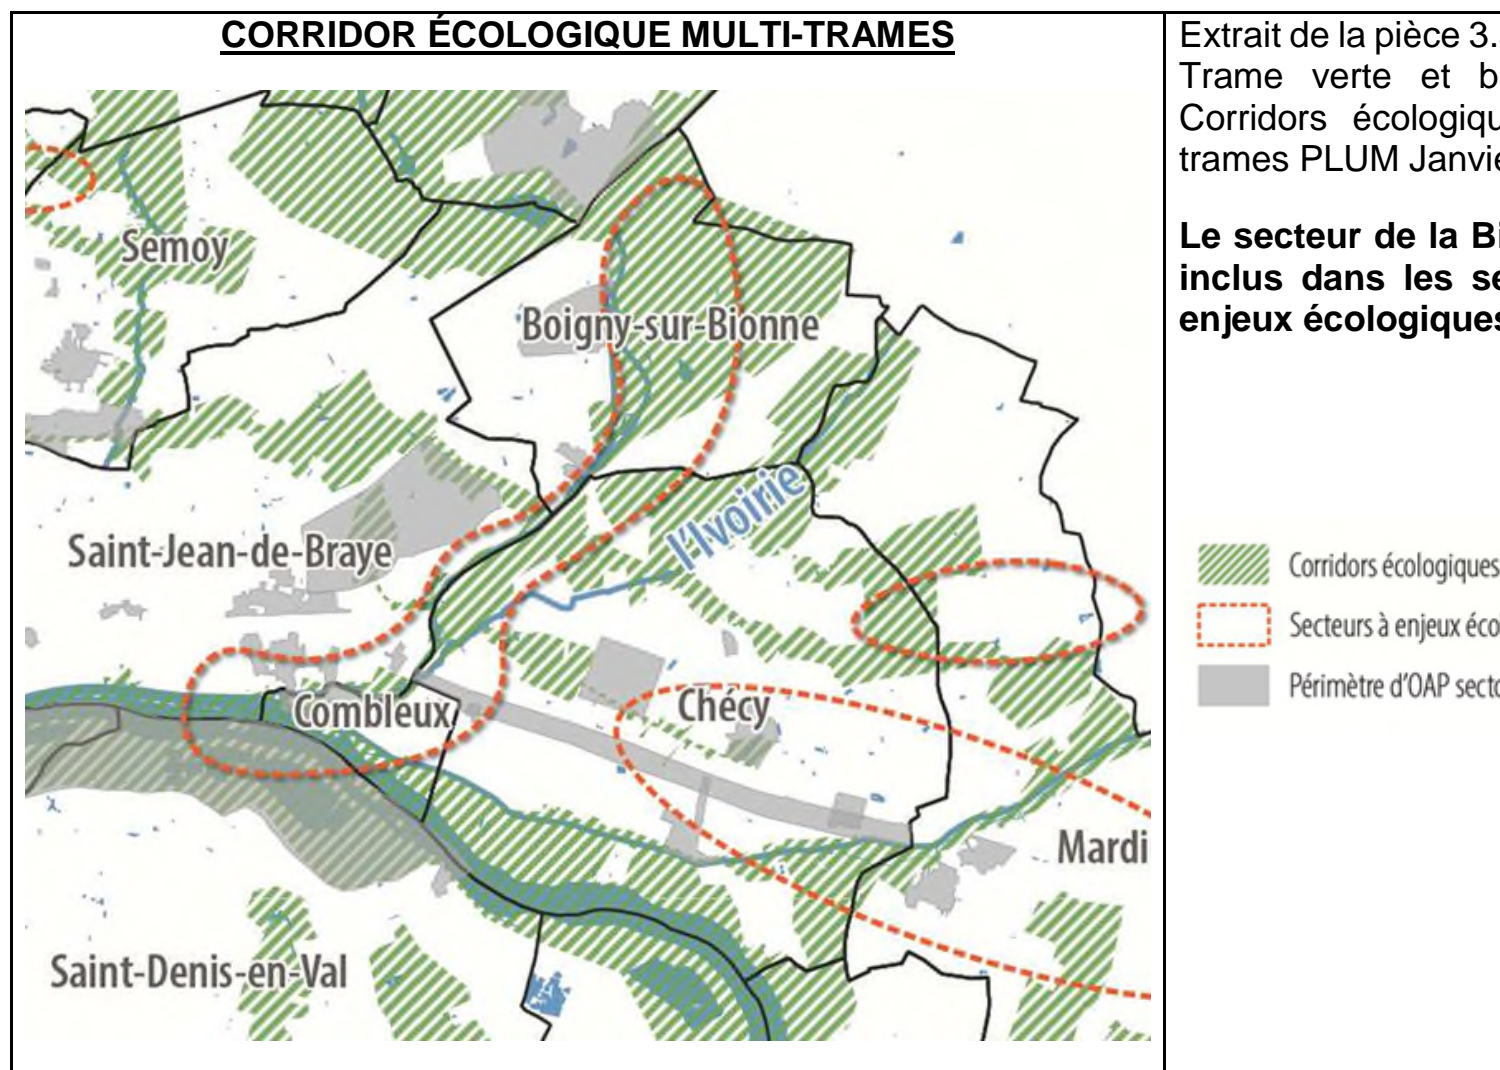 CORRIDOR ÉCOLOGIQUE MULTI-TRAMES
Semoy
Boigny-sur-Bionne
l'Ivoirie
Saint-Jean-de-Braye
Combleux
Chécy
Mardi
Saint-Denis-en-Val
Extrait de la pièce 3.
Trame verte et b
Corridors écologiqu
trames PLUM Janvie
Le secteur de la Bi
inclus dans les se
enjeux écologiques
Corridors écologiques
Secteurs à enjeux éco
Périmètre d'OAP secto